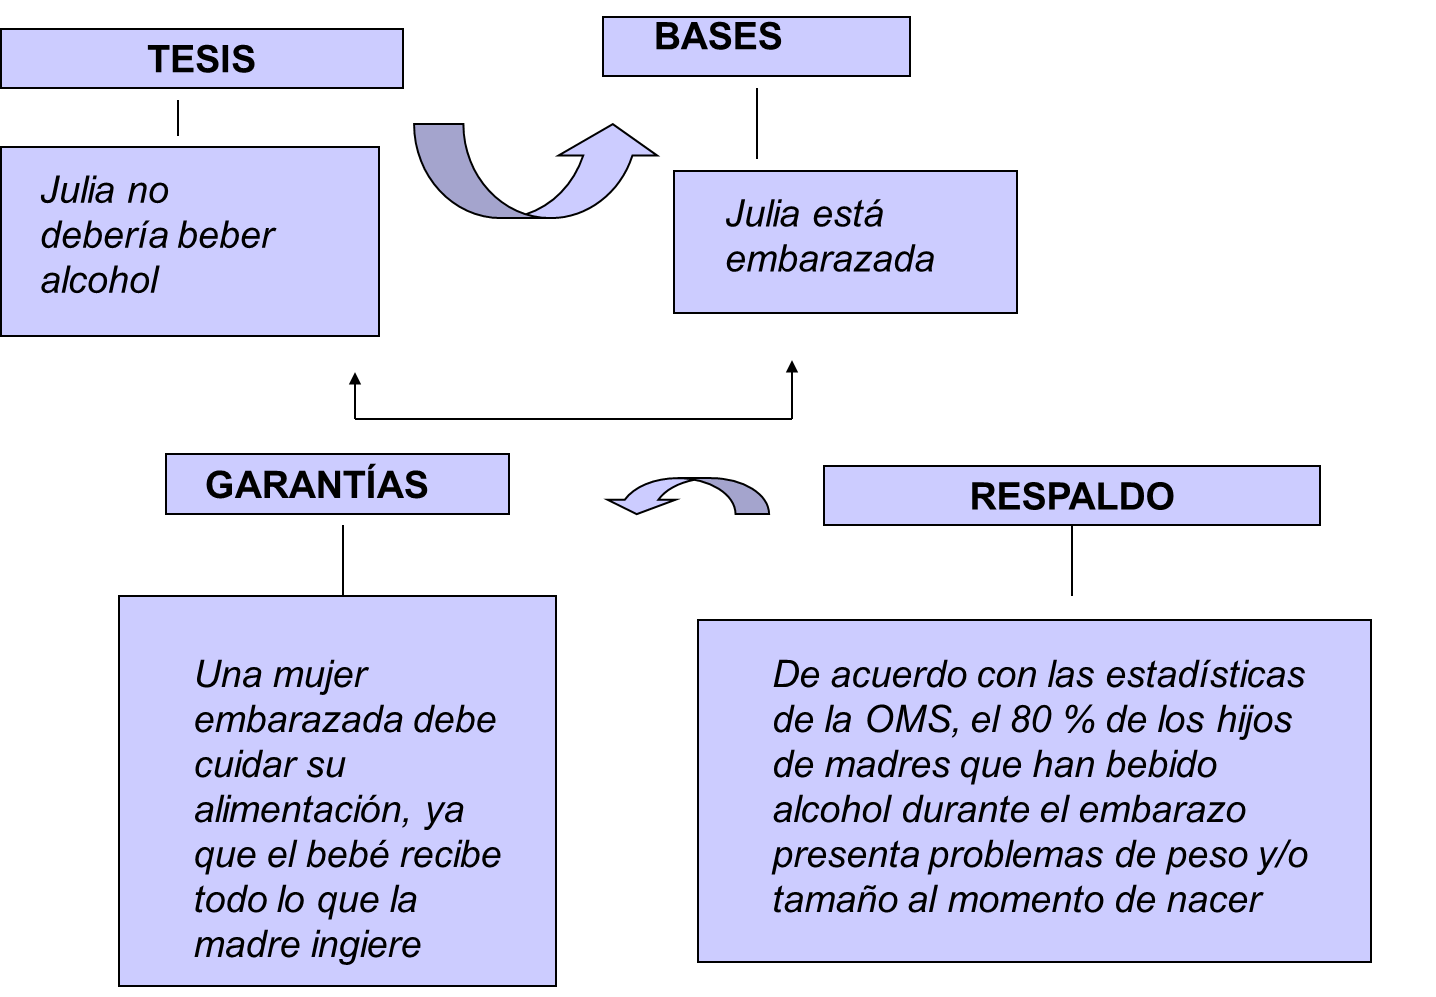 TESIS
BASES
Julia no
debería beber
alcohol
Julia está
embarazada
GARANTÍAS
RESPALDO
Una mujer
embarazada debe
cuidar su
alimentación, ya
que el bebé recibe
todo lo que la
madre ingiere
De acuerdo con las estadísticas
de la OMS, el 80 % de los hijos
de madres que han bebido
alcohol durante el embarazo
presenta problemas de peso y/o
tamaño al momento de nacer